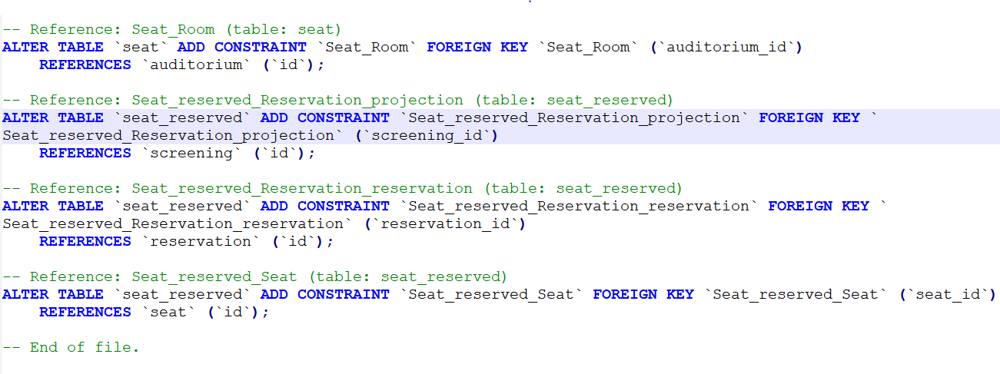 -- Reference: Seat_Room (table: seat)
ALTER TABLE `seat` ADD CONSTRAINT `Seat_Room` FOREIGN KEY `Seat_Room` (`auditorium_id`)
    REFERENCES `auditorium` (`id`);

-- Reference: Seat_reserved_Reservation_projection (table: seat_reserved)
ALTER TABLE `seat_reserved` ADD CONSTRAINT `Seat_reserved_Reservation_projection` FOREIGN KEY `
Seat_reserved_Reservation_projection` (`screening_id`)
    REFERENCES `screening` (`id`);

-- Reference: Seat_reserved_Reservation_reservation (table: seat_reserved)
ALTER TABLE `seat_reserved` ADD CONSTRAINT `Seat_reserved_Reservation_reservation` FOREIGN KEY `
Seat_reserved_Reservation_reservation` (`reservation_id`)
    REFERENCES `reservation` (`id`);

-- Reference: Seat_reserved_Seat (table: seat_reserved)
ALTER TABLE `seat_reserved` ADD CONSTRAINT `Seat_reserved_Seat` FOREIGN KEY `Seat_reserved_Seat` (`seat_id`)
    REFERENCES `seat` (`id`);

-- End of file.